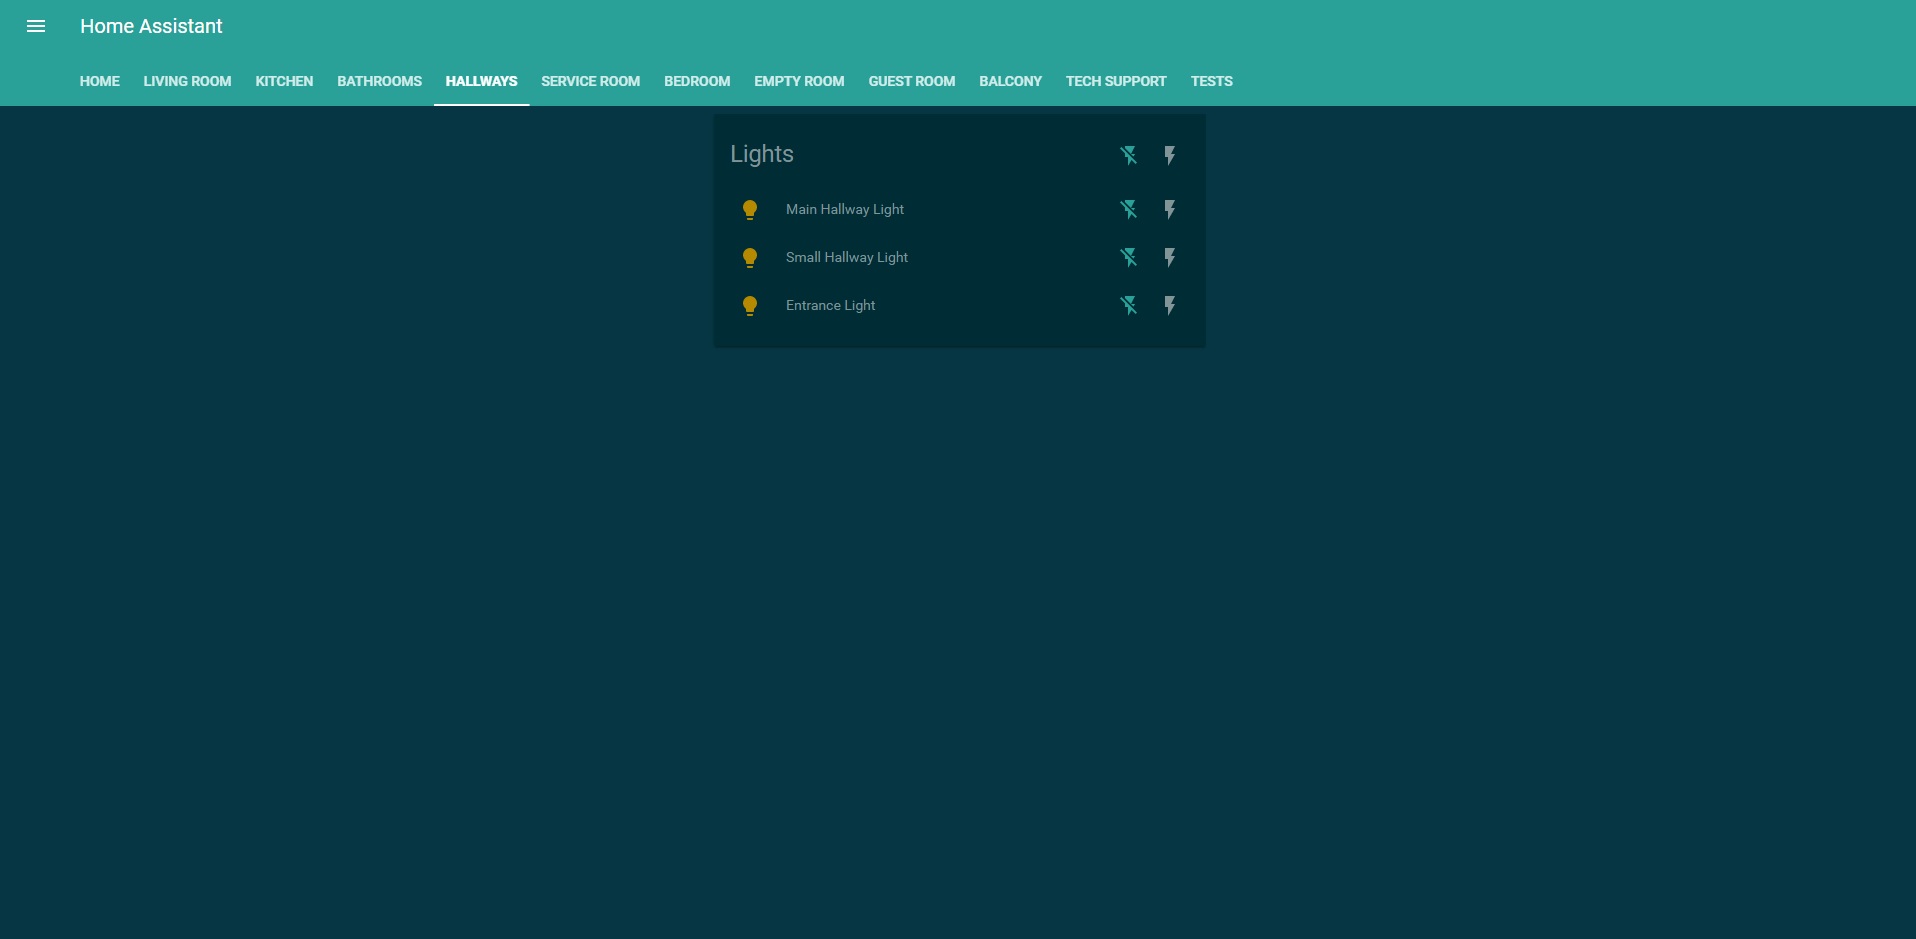 Home Assistant
HOME LIVING ROOM KITCHEN BATHROOMS HALLWAYS SERVICE ROOM BEDROOM EMPTY ROOM GUEST ROOM BALCONY TECH SUPPORT TESTS
Lights
Main Hallway Light
Small Hallway Light
Entrance Light